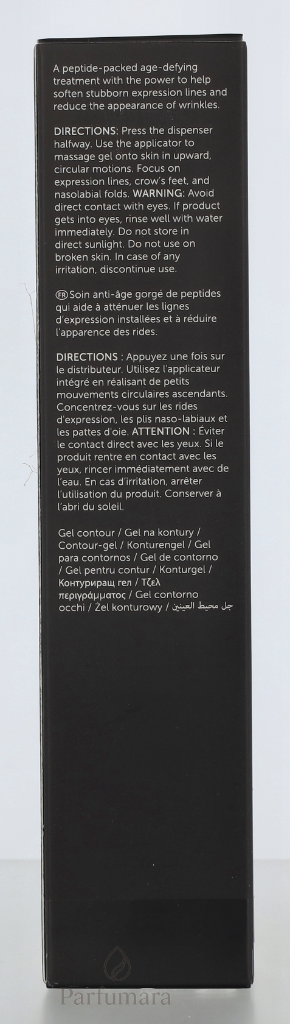 A peptide-packed age-defying
treatment with the power to help
soften stubborn expression lines and
reduce the appearance of wrinkles.
DIRECTIONS: Press the dispenser
halfway. Use the applicator to
massage gel onto skin in upward,
circular motions. Focus on
expression lines, crow's feet, and
nasolabial folds. WARNING: Avoid
direct contact with eyes. If product
gets into eyes, rinse well with water
immediately. Do not store in
direct sunlight. Do not use on
broken skin. In case of any
irritation, discontinue use.
FR Soin anti-âge gorgé de peptides
qui aide à atténuer les lignes
d'expression installées et à réduire
l'apparence des rides.
DIRECTIONS : Appuyez une fois sur
le distributeur. Utilisez l'applicateur
intégré en réalisant de petits
mouvements circulaires ascendants.
Concentrez-vous sur les rides
d'expression, les plis naso-labiaux et
les pattes d'oie. ATTENTION : Éviter
le contact direct avec les yeux. Si le
produit rentre en contact avec les
yeux, rincer immédiatement avec de
l'eau. En cas d'irritation, arrêter
l'utilisation du produit. Conserver à
l'abri du soleil.
Gel contour / Gel na kontury /
Contour-gel / Konturengel / Gel
para contornos / Gel de contorno
/ Gel pentru contur / Konturgel /
Контуриращ гел / Τζελ
περιγράμματος / Gel contorno
occhi / Żel konturowy / جل محيط العينين
Parfumara